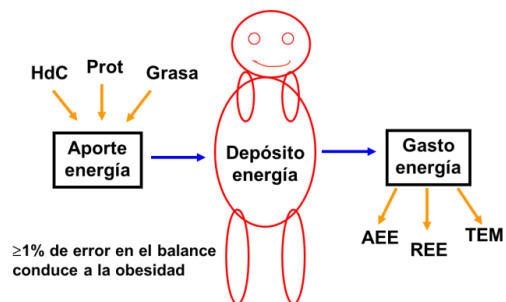 HdC
Prot
Grasa
Aporte
energía
Depósito
energía
Gasto
energía
AEE
REE
TEM
≥1% de error en el balance
conduce a la obesidad